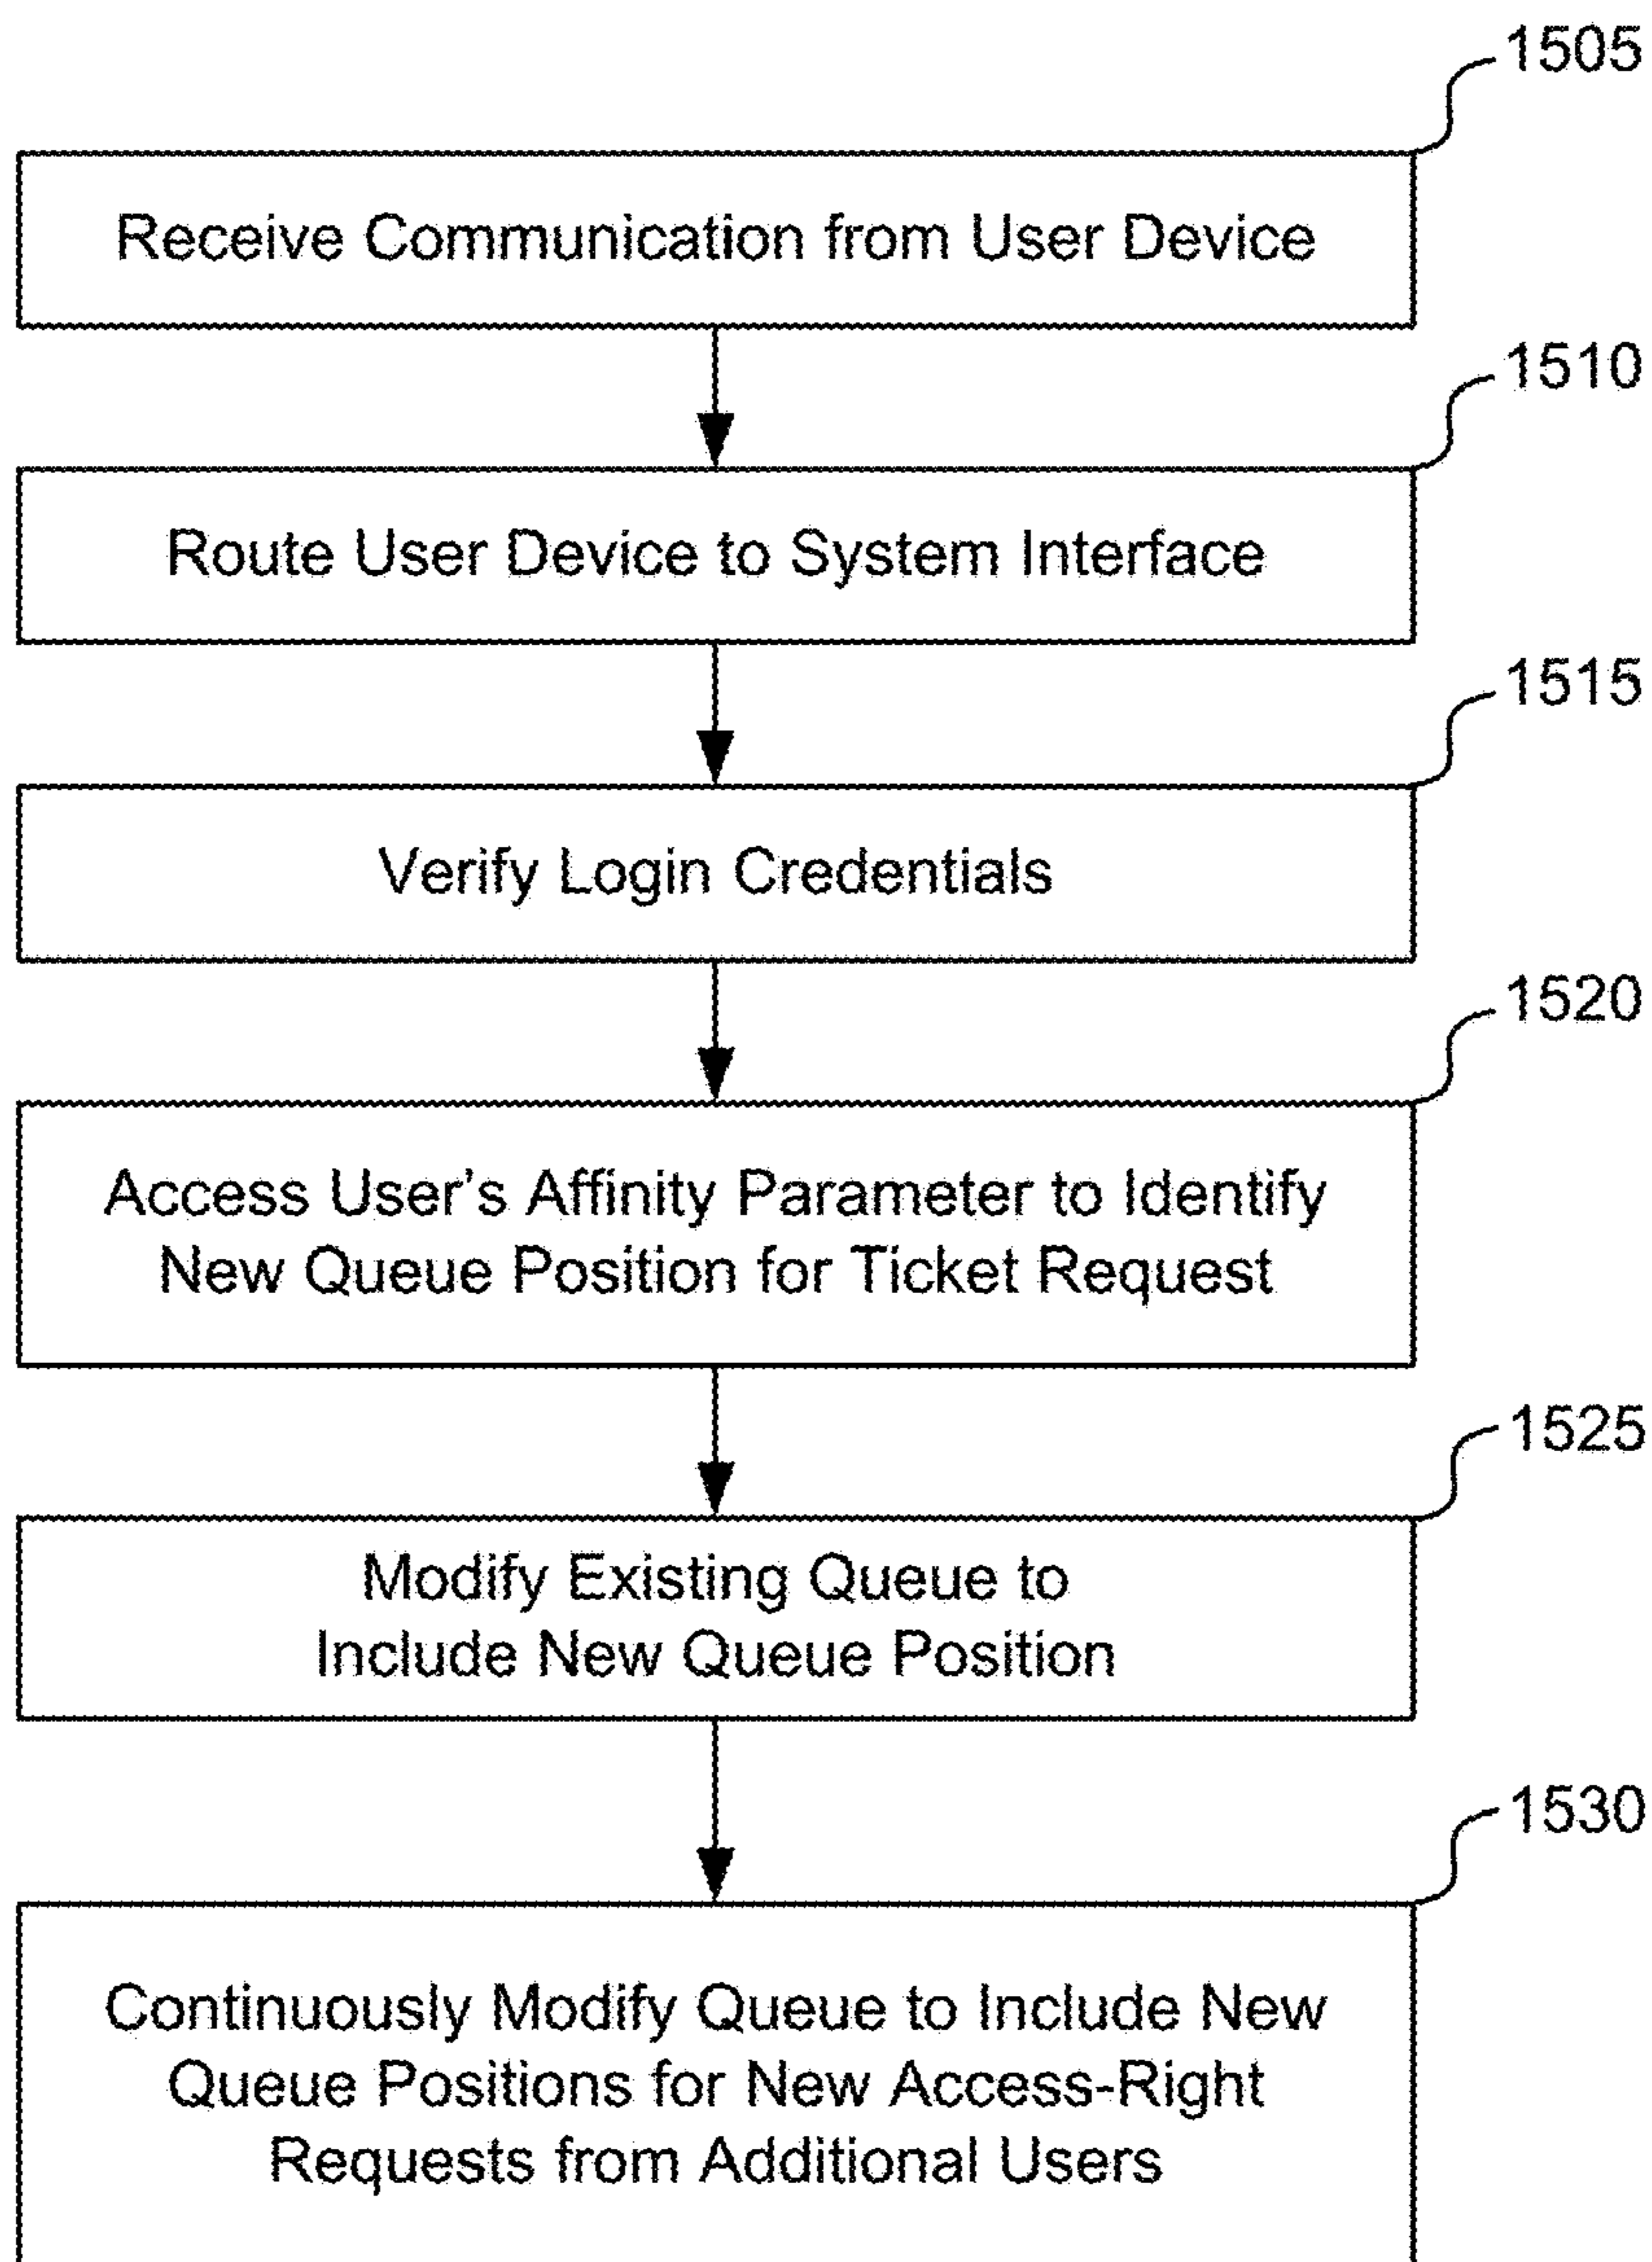 1505
Receive Communication from User Device
1510
Route User Device to System Interface
1515
Verify Login Credentials
1520
Access User’s Affinity Parameter to Identify
New Queue Position for Ticket Request
1525
Modify Existing Queue to
Include New Queue Position
1530
Continuously Modify Queue to Include New
Queue Positions for New Access-Right
Requests from Additional Users